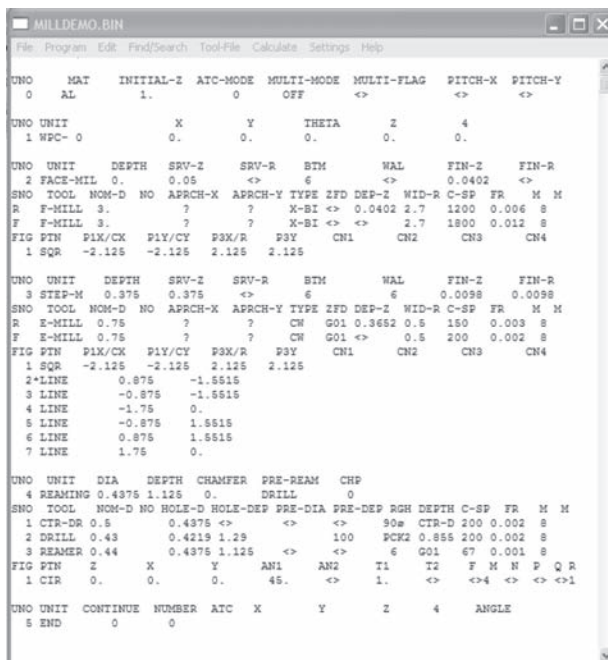 MILLDEMO.BIN
File Program Edit Find/Search Tool-File Calculate Settings Help
UNO MAT INITIAL-Z ATC-MODE MULTI-MODE MULTI-FLAG PITCH-X PITCH-Y
0 AL 1. 0 OFF <> <> <>
UNO UNIT X Y THETA Z 4
1 WPC- 0 0. 0. 0. 0. 0.
UNO UNIT DEPTH SRV-Z SRV-R BTM WAL FIN-Z FIN-R
2 FACE-MIL 0. 0.05 <> 6 <> 0.0402 <>
SNO TOOL NOM-D NO APRCH-X APRCH-Y TYPE ZFD DEP-Z WID-R C-SP FR M M
R F-MILL 3. ? ? X-BI <> 0.0402 2.7 1200 0.006 8
F F-MILL 3. ? ? X-BI <> <> 2.7 1800 0.012 8
FIG PTN P1X/CX P1Y/CY P3X/R P3Y CN1 CN2 CN3 CN4
1 SQR -2.125 -2.125 2.125 2.125
UNO UNIT DEPTH SRV-Z SRV-R BTM WAL FIN-Z FIN-R
3 STEP-M 0.375 0.375 <> 6 6 0.0098 0.0098
SNO TOOL NOM-D NO APRCH-X APRCH-Y TYPE ZFD DEP-Z WID-R C-SP FR M M
R E-MILL 0.75 ? ? CW G01 0.3652 0.5 150 0.003 8
F E-MILL 0.75 ? ? CW G01 <> 0.5 200 0.002 8
FIG PTN P1X/CX P1Y/CY P3X/R P3Y CN1 CN2 CN3 CN4
1 SQR -2.125 -2.125 2.125 2.125
2*LINE 0.875 -1.5515
3 LINE -0.875 -1.5515
4 LINE -1.75 0.
5 LINE -0.875 1.5515
6 LINE 0.875 1.5515
7 LINE 1.75 0.
UNO UNIT DIA DEPTH CHAMFER PRE-REAM CHP
4 REAMING 0.4375 1.125 0. DRILL 0
SNO TOOL NOM-D NO HOLE-D HOLE-DEP PRE-DIA PRE-DEP RGH DEPTH C-SP FR M M
1 CTR-DR 0.5 0.4375 <> <> <> 90ø CTR-D 200 0.002 8
2 DRILL 0.43 0.4219 1.29 100 PCK2 0.855 200 0.002 8
3 REAMER 0.44 0.4375 1.125 <> <> 6 G01 67 0.001 8
FIG PTN Z X Y AN1 AN2 T1 T2 F M N P Q R
1 CIR 0. 0. 0. 45. <> 1. <> <>4 <> <> <>1
UNO UNIT CONTINUE NUMBER ATC X Y Z 4 ANGLE
5 END 0 0